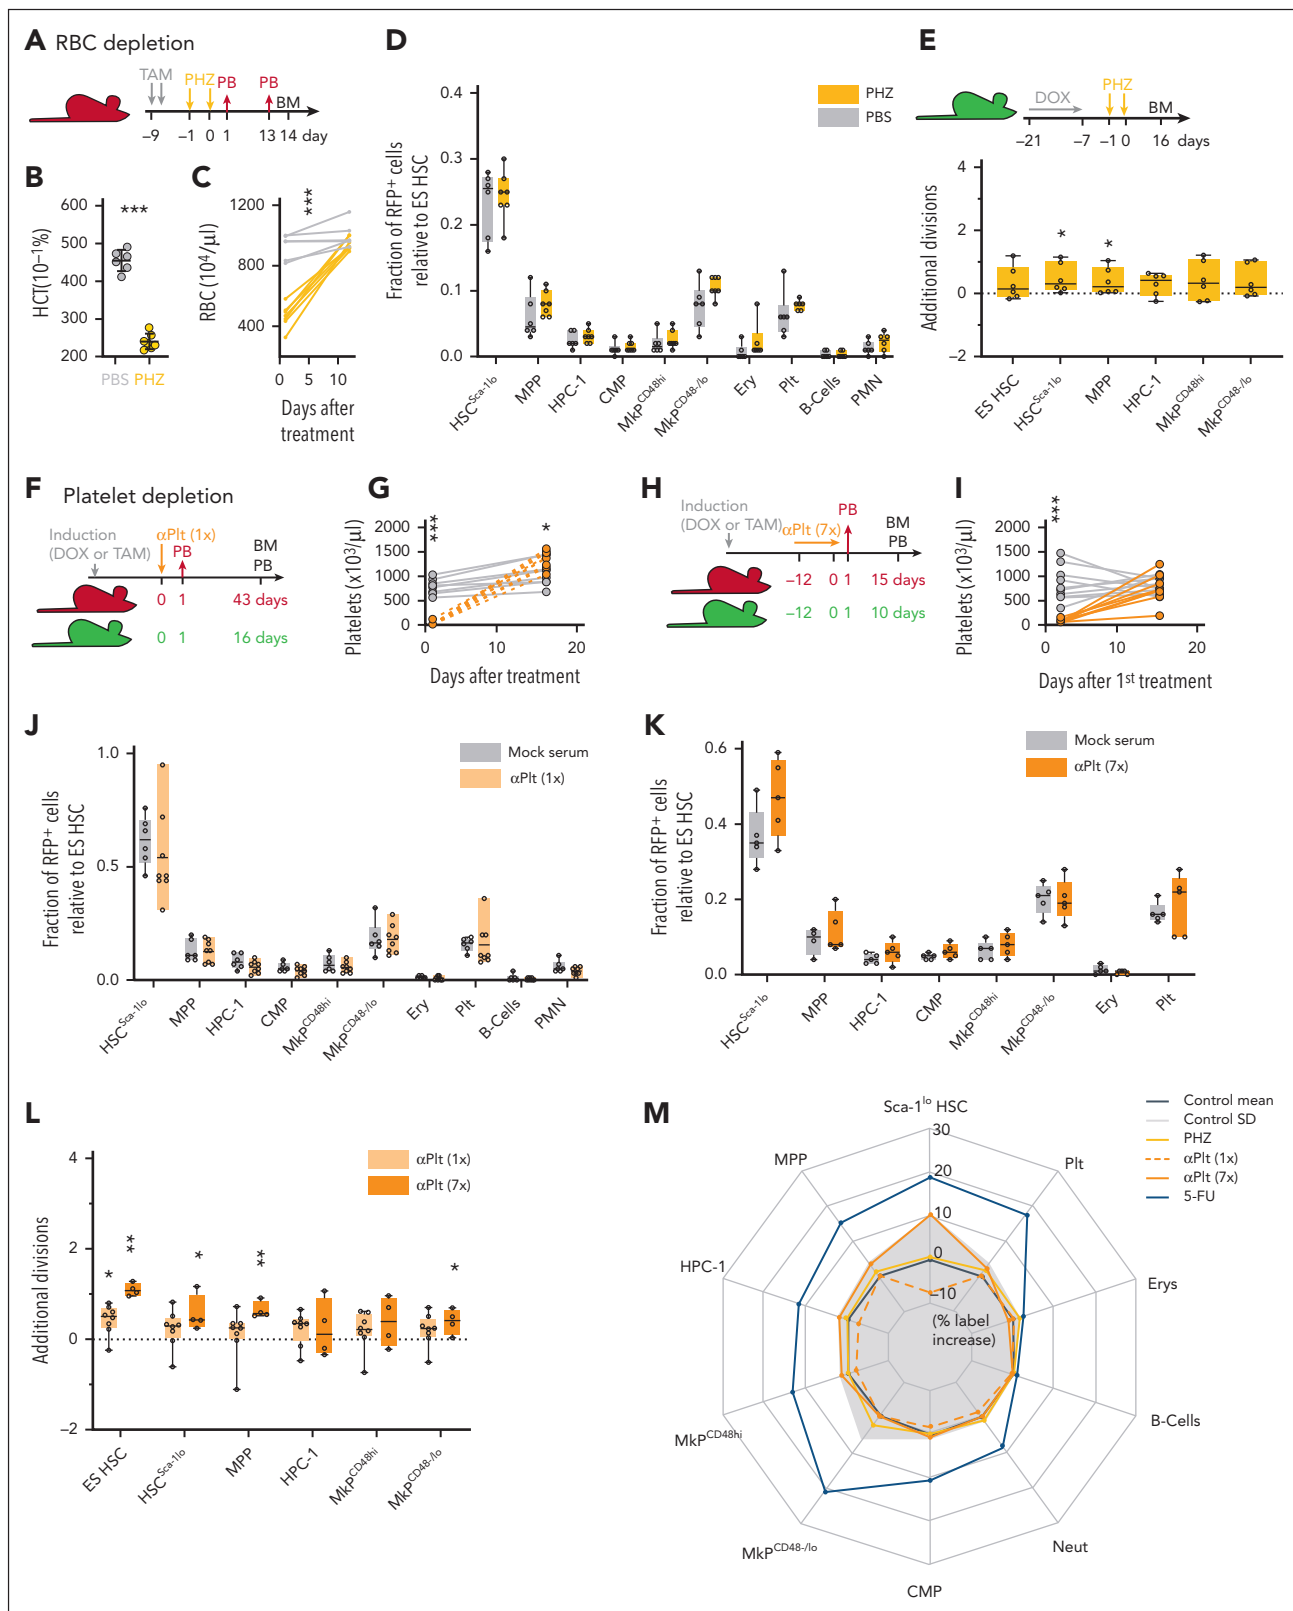 A RBC depletion
TAM
PHZ
PB
PB
BM
−9
−1
0
1
13
14
day
B
HCT(10⁻¹%)
600
500
400
300
200
***
PBS
PHZ
C
RBC (10⁴/µl)
1200
800
400
***
0
10
Days after
treatment
D
Fraction of RFP⁺ cells
relative to ES HSC
0.4
0.3
0.2
0.1
0.0
PHZ
PBS
HSC^Sca-1lo
MPP
HPC-1
CMP
MkP^CD48hi
MkP^CD48-/lo
Ery
Plt
B-Cells
PMN
E
DOX
PHZ
BM
−21
−7
−1
0
16
days
Additional divisions
4
2
0
−2
*
*
ES HSC
HSC^Sca-1lo
MPP
HPC-1
MkP^CD48hi
MkP^CD48-/lo
F Platelet depletion
Induction
(DOX or TAM)
αPlt (1x)
PB
BM
PB
0 1 43 days
0 1 16 days
G
Platelets (x10³/µl)
2000
1500
1000
500
0
***
*
0
10
20
Days after treatment
H
Induction
(DOX or TAM)
αPlt (7x)
PB
BM
PB
−12 0 1 15 days
−12 0 1 10 days
I
Platelets (x10³/µl)
2000
1500
1000
500
0
***
0
10
20
Days after 1st treatment
J
Fraction of RFP⁺ cells
relative to ES HSC
1.0
0.5
0.0
Mock serum
αPlt (1x)
HSC^Sca-1lo
MPP
HPC-1
CMP
MkP^CD48hi
MkP^CD48-/lo
Ery
Plt
B-Cells
PMN
K
Fraction of RFP⁺ cells
relative to ES HSC
0.6
0.4
0.2
0.0
Mock serum
αPlt (7x)
HSC^Sca-1lo
MPP
HPC-1
CMP
MkP^CD48hi
MkP^CD48-/lo
Ery
Plt
L
Additional divisions
4
2
0
−2
αPlt (1x)
αPlt (7x)
*
**
*
**
*
ES HSC
HSC^Sca-1lo
MPP
HPC-1
MkP^CD48hi
MkP^CD48-/lo
M
Sca-1^lo HSC
Plt
Erys
B-Cells
Neut
CMP
MkP^CD48-/lo
MkP^CD48hi
HPC-1
MPP
30
20
10
0
−10
(% label
increase)
Control mean
Control SD
PHZ
αPlt (1x)
αPlt (7x)
5-FU